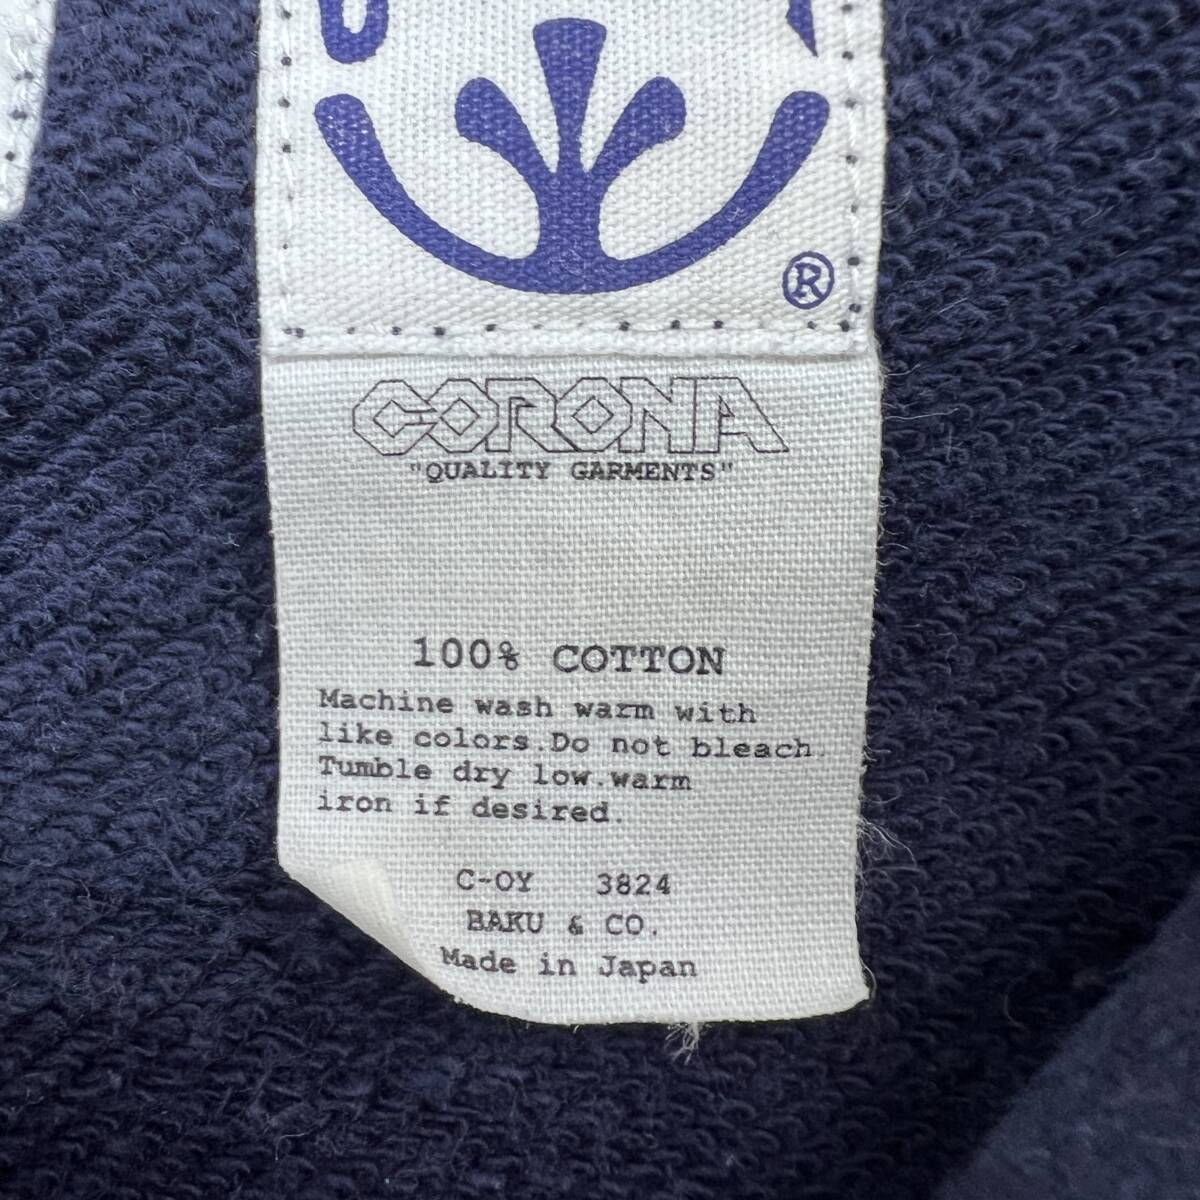 ®
CORONA
"QUALITY GARMENTS"
100% COTTON
Machine wash warm with
like colors.Do not bleach.
Tumble dry low.warm
iron if desired.
C-OY 3824
BAKU & CO.
Made in Japan